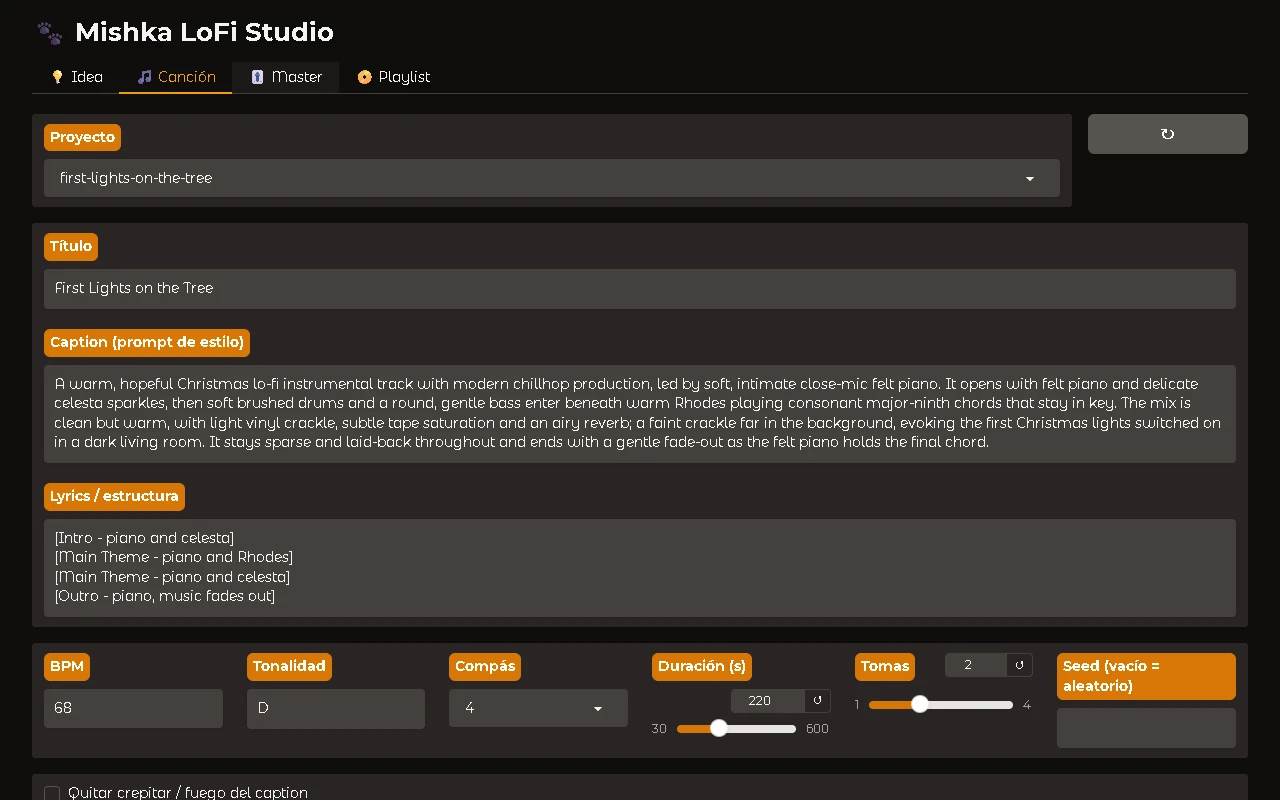 Mishka LoFi Studio
Idea
Canción
Master
Playlist
Proyecto
first-lights-on-the-tree
Título
First Lights on the Tree
Caption (prompt de estilo)
A warm, hopeful Christmas lo-fi instrumental track with modern chillhop production, led by soft, intimate close-mic felt piano. It opens with felt piano and delicate
celesta sparkles, then soft brushed drums and a round, gentle bass enter beneath warm Rhodes playing consonant major-ninth chords that stay in key. The mix is
clean but warm, with light vinyl crackle, subtle tape saturation and an airy reverb; a faint crackle far in the background, evoking the first Christmas lights switched on
in a dark living room. It stays sparse and laid-back throughout and ends with a gentle fade-out as the felt piano holds the final chord.
Lyrics / estructura
[Intro - piano and celesta]
[Main Theme - piano and Rhodes]
[Main Theme - piano and celesta]
[Outro - piano, music fades out]
BPM
68
Tonalidad
D
Compás
4
Duración (s)
220
30
600
Tomas
2
1
4
Seed (vacío =
aleatorio)
Quitar crepitar / fuego del caption